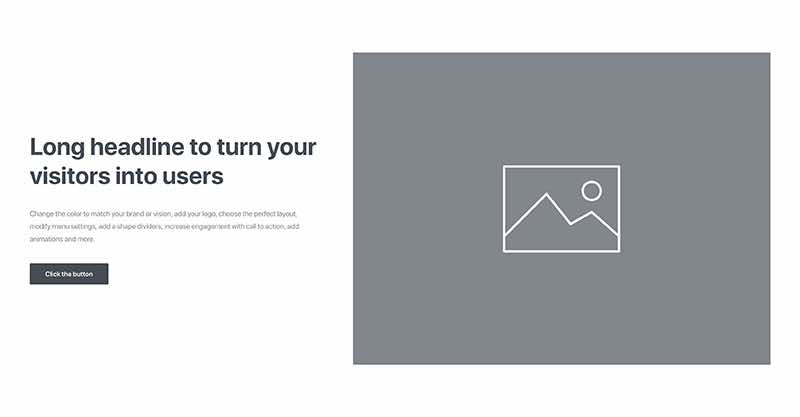 Long headline to turn your
visitors into users
Change the color to match your brand or vision, add your logo, choose the perfect layout,
modify menu settings, add a shape dividers, increase engagement with call to action, add
animations and more.
Click the button